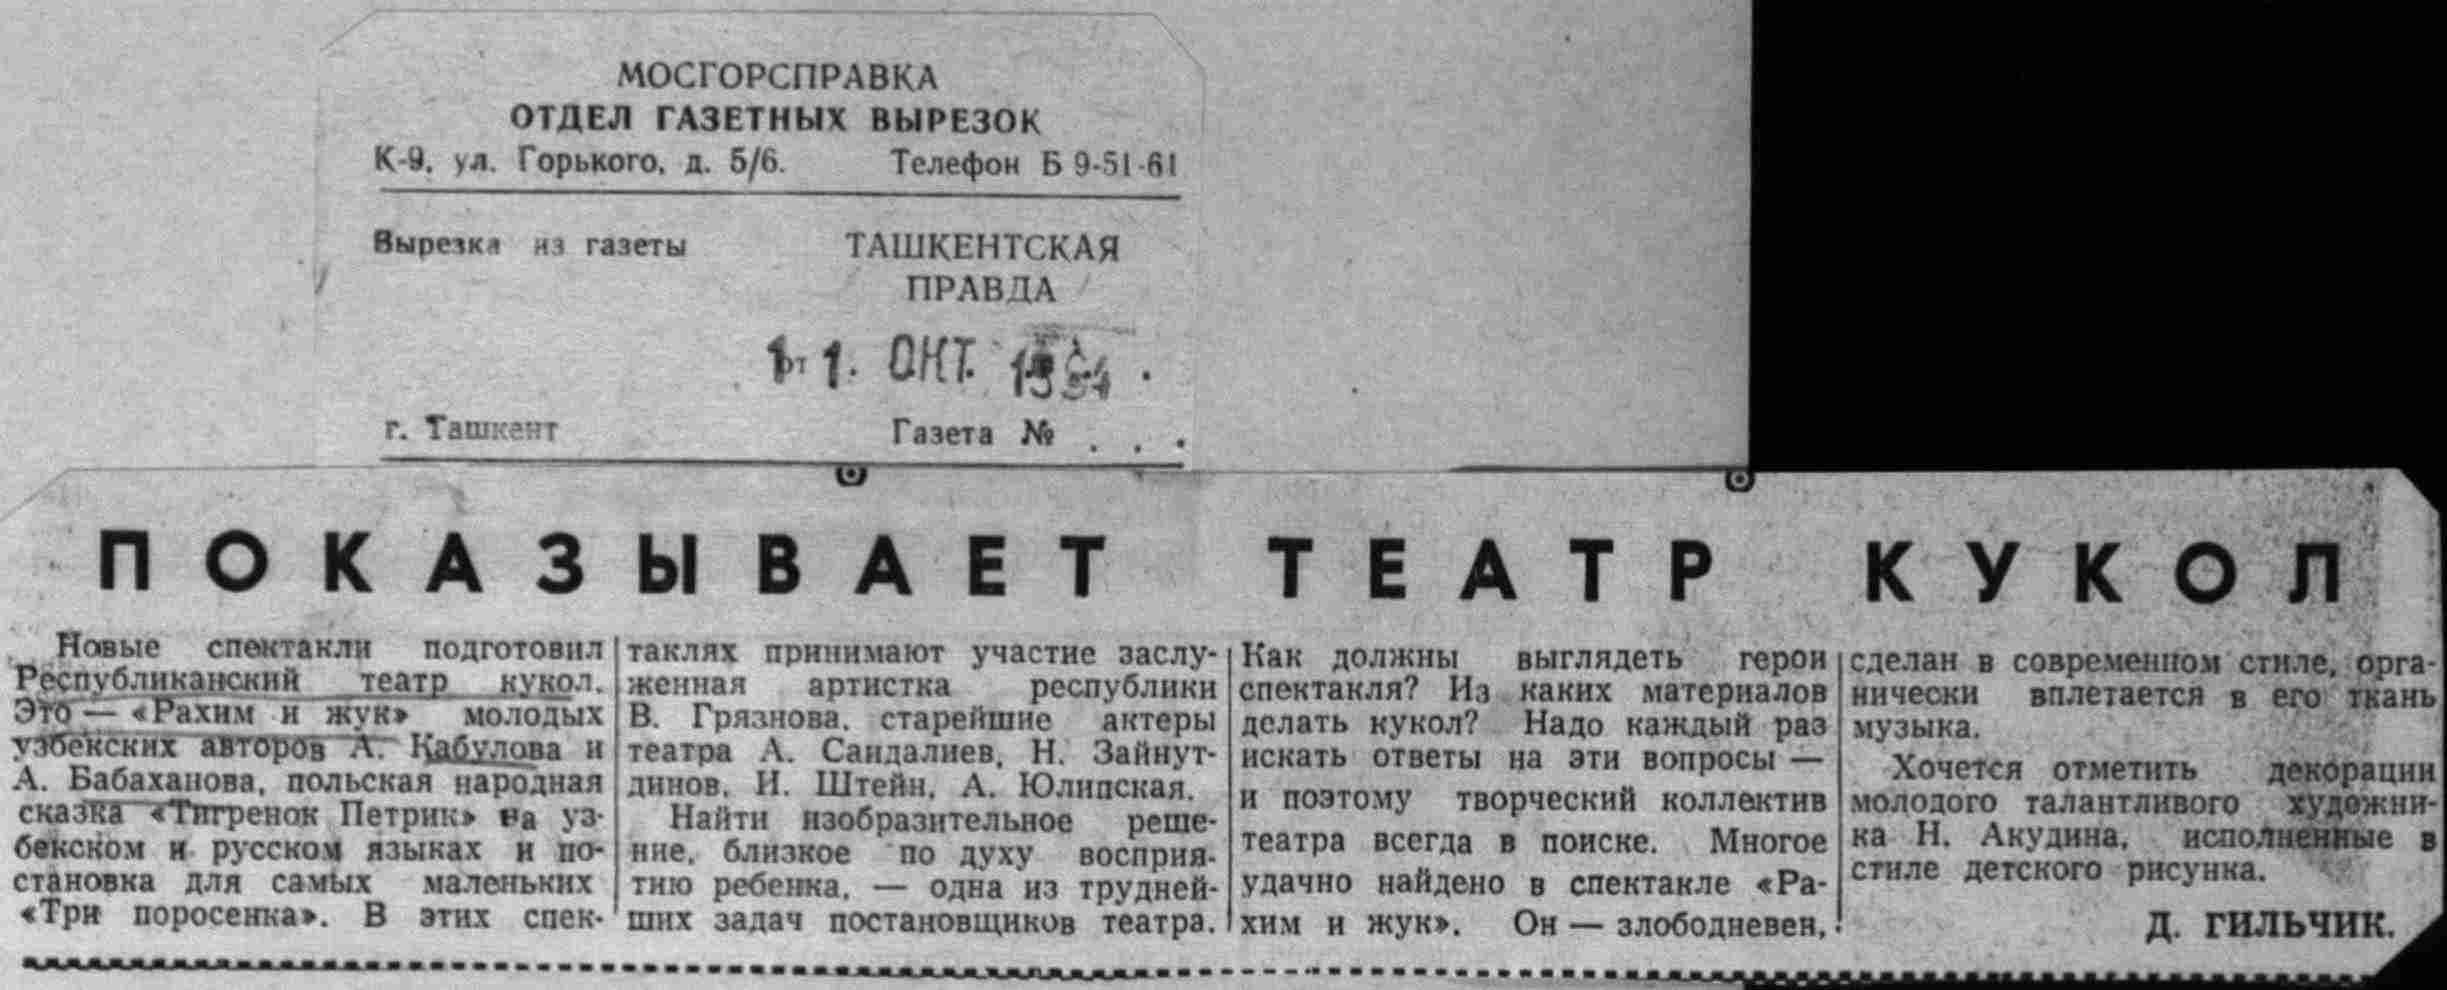 МОСГОРСПРАВКА
ОТДЕЛ ГАЗЕТНЫХ ВЫРЕЗОК
К-9, ул. Горького, д. 5/6. Телефон Б 9-51-61
Вырезка из газеты ТАШКЕНТСКАЯ
ПРАВДА
от 11. ОКТ.
г. Ташкент Газета № . . .
ПОКАЗЫВАЕТ ТЕАТР КУКОЛ
Новые спектакли подготовил
Республиканский театр кукол.
Это — «Рахим и жук» молодых
узбекских авторов А. Кабулова и
А. Бабаханова, польская народная
сказка «Тигренок Петрик» на уз-
бекском и русском языках и по-
становка для самых маленьких
«Три поросенка». В этих спек-
таклях принимают участие заслу-
женная артистка республики
В. Грязнова, старейшие актеры
театра А. Сандалиев, Н. Зайнут-
динов, И. Штейн, А. Юлипская.
Найти изобразительное реше-
ние, близкое по духу восприя-
тию ребенка, — одна из трудней-
ших задач постановщиков театра.
Как должны выглядеть герои
спектакля? Из каких материалов
делать кукол? Надо каждый раз
искать ответы на эти вопросы —
и поэтому творческий коллектив
театра всегда в поиске. Многое
удачно найдено в спектакле «Ра-
хим и жук». Он — злободневен,
сделан в современном стиле, орга-
нически вплетается в его ткань
музыка.
Хочется отметить декорации
молодого талантливого художни-
ка Н. Акудина, исполненные в
стиле детского рисунка.
Д. ГИЛЬЧИК.